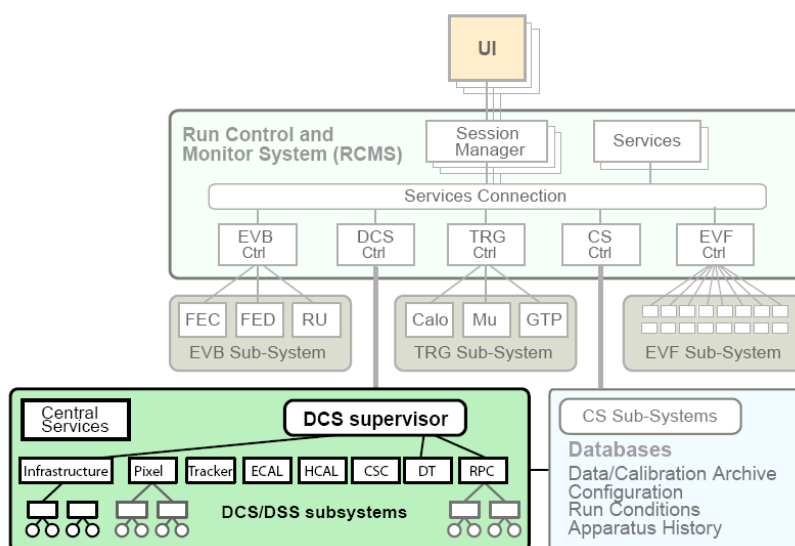 UI
Run Control and
Monitor System (RCMS)
Session
Manager
Services
Services Connection
EVB
Ctrl
DCS
Ctrl
TRG
Ctrl
CS
Ctrl
EVF
Ctrl
FEC
FED
RU
EVB Sub-System
Calo
Mu
GTP
TRG Sub-System
EVF Sub-System
Central
Services
DCS supervisor
Infrastructure
Pixel
Tracker
ECAL
HCAL
CSC
DT
RPC
DCS/DSS subsystems
CS Sub-Systems
Databases
Data/Calibration Archive
Configuration
Run Conditions
Apparatus History